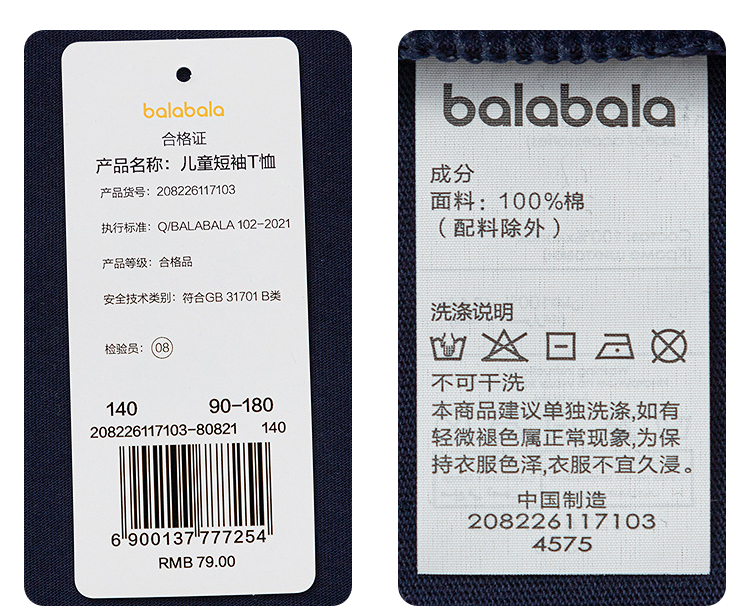 balabala
合格证
产品名称：儿童短袖T恤
产品货号：208226117103
执行标准：Q/BALABALA 102-2021
产品等级：合格品
安全技术类别：符合GB 31701 B类
检验员：08
140 90-180
208226117103-80821 140
6 900137 777254
RMB 79.00
balabala
成分
面料：100%棉
（配料除外）
洗涤说明
不可干洗
本商品建议单独洗涤,如有
轻微褪色属正常现象,为保
持衣服色泽,衣服不宜久浸。
中国制造
208226117103
4575